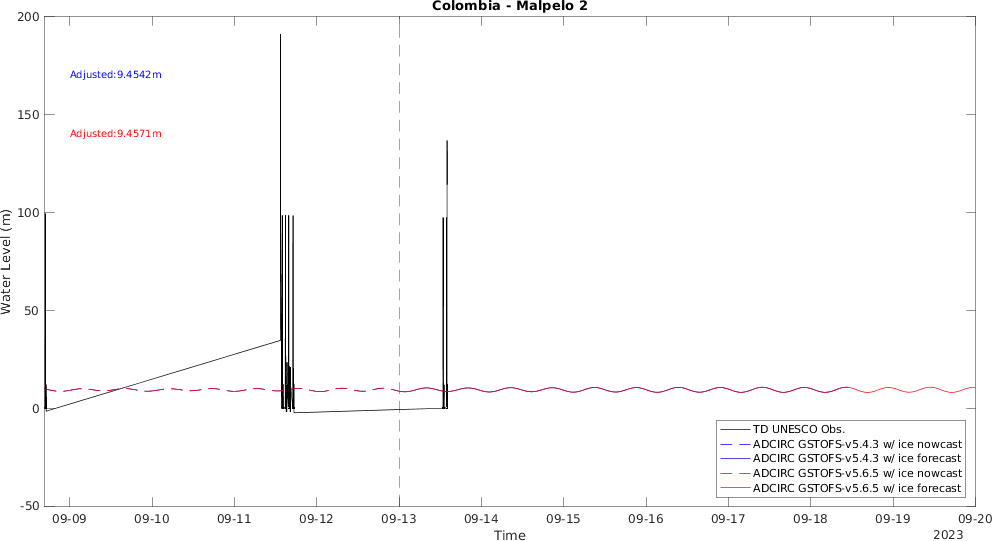 Colombia - Malpelo 2
200
150
100
50
0
-50
Water Level (m)
Adjusted:9.4542m
Adjusted:9.4571m
TD UNESCO Obs.
ADCIRC GSTOFS-v5.4.3 w/ ice nowcast
ADCIRC GSTOFS-v5.4.3 w/ ice forecast
ADCIRC GSTOFS-v5.6.5 w/ ice nowcast
ADCIRC GSTOFS-v5.6.5 w/ ice forecast
09-09 09-10 09-11 09-12 09-13 09-14 09-15 09-16 09-17 09-18 09-19 09-20
Time
2023